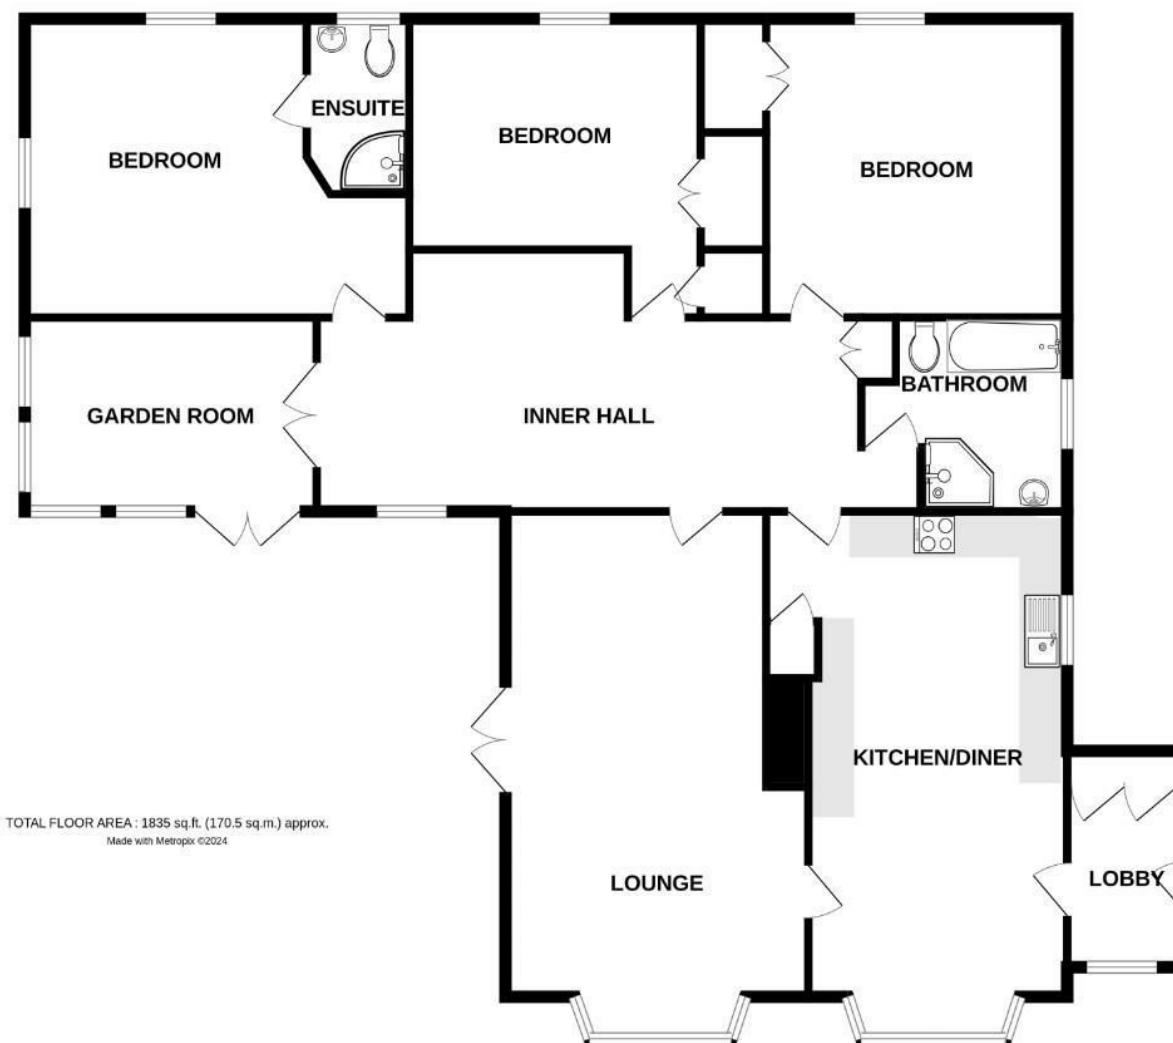 ENSUITE
BEDROOM
BEDROOM
BEDROOM
BATHROOM
GARDEN ROOM
INNER HALL
KITCHEN/DINER
TOTAL FLOOR AREA : 1835 sq.ft. (170.5 sq.m.) approx.
Made with Metropix ©2024
LOUNGE
LOBBY